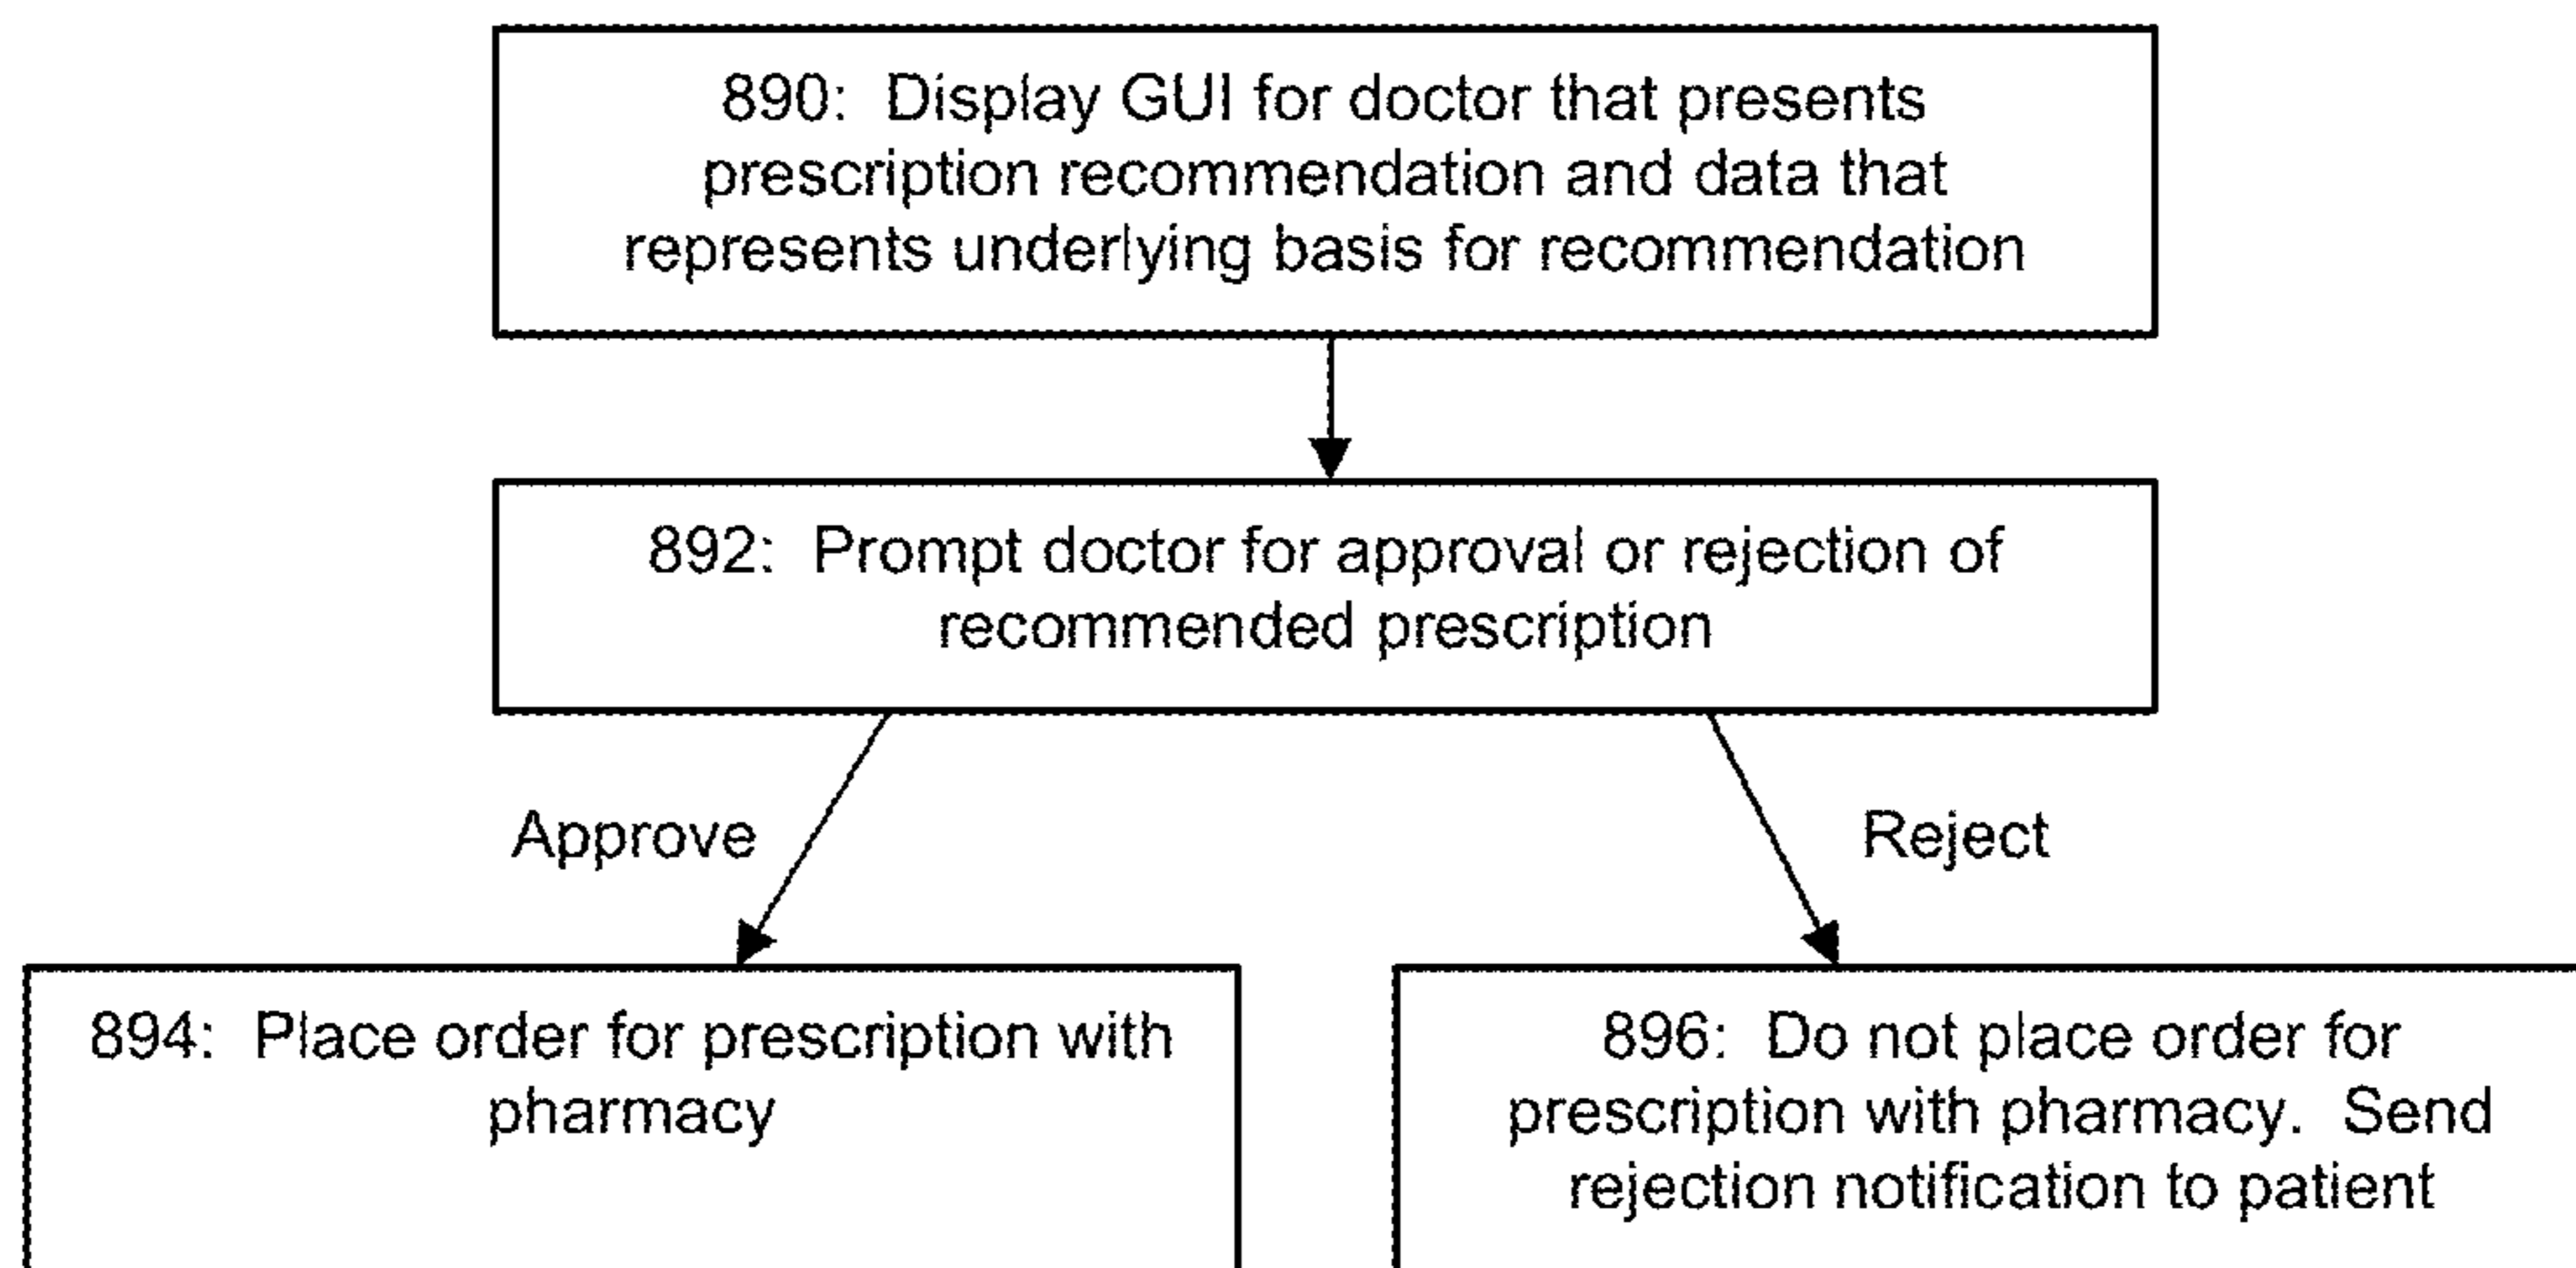 890:  Display GUI for doctor that presents
prescription recommendation and data that
represents underlying basis for recommendation
892:  Prompt doctor for approval or rejection of
recommended prescription
Approve
Reject
894:  Place order for prescription with
pharmacy
896:  Do not place order for
prescription with pharmacy.  Send
rejection notification to patient